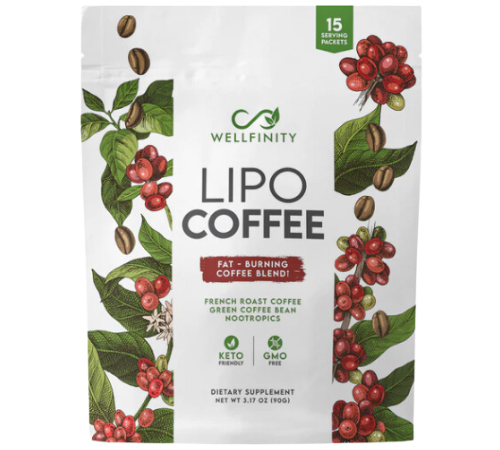 15
SERVING
PACKETS
WELLFINITY
LIPO
COFFEE
FAT - BURNING
COFFEE BLEND!
FRENCH ROAST COFFEE
GREEN COFFEE BEAN
NOOTROPICS
KETO
FRIENDLY
GMO
FREE
DIETARY SUPPLEMENT
NET WT 3.17 OZ (90G)